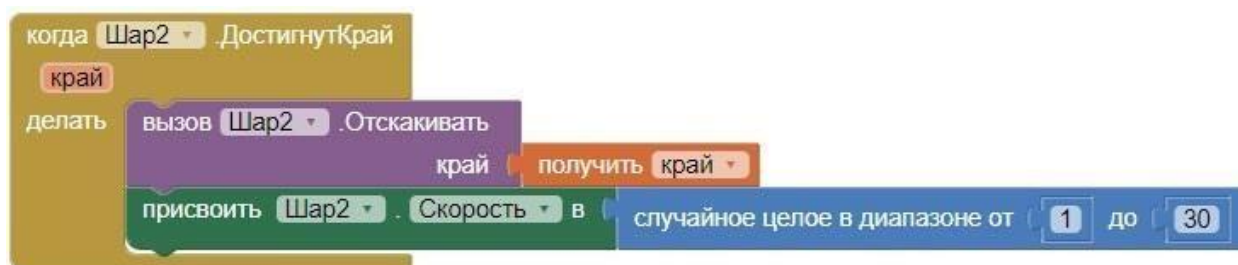 когда Шар2 .ДостигнутКрай
край
делать вызов Шар2 .Отскакивать
край получить край
присвоить Шар2 . Скорость в случайное целое в диапазоне от 1 до 30